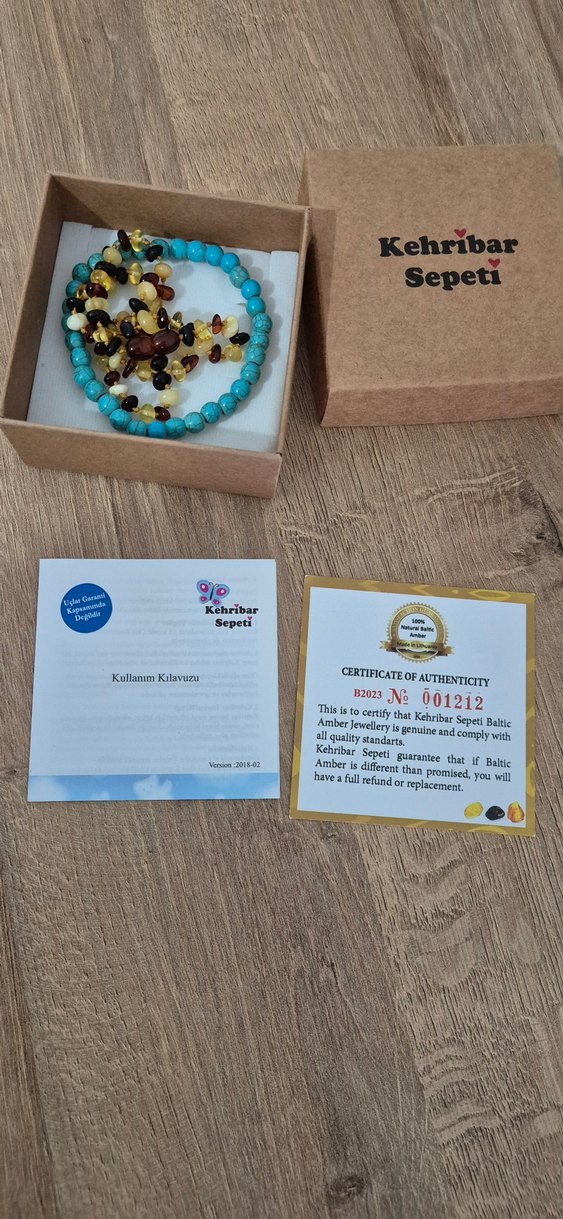 Kehribar
Sepeti
Uçlar Garanti
Kapsamında
Değildir
Kehribar
Sepeti
Kullanım Kılavuzu
Version :2018-02
100%
Natural Baltic
Amber
Made in Lithuania
CERTIFICATE OF AUTHENTICITY
B2023 № 001212
This is to certify that Kehribar Sepeti Baltic
Amber Jewellery is genuine and comply with
all quality standarts.
Kehribar Sepeti guarantee that if Baltic
Amber is different than promised, you will
have a full refund or replacement.